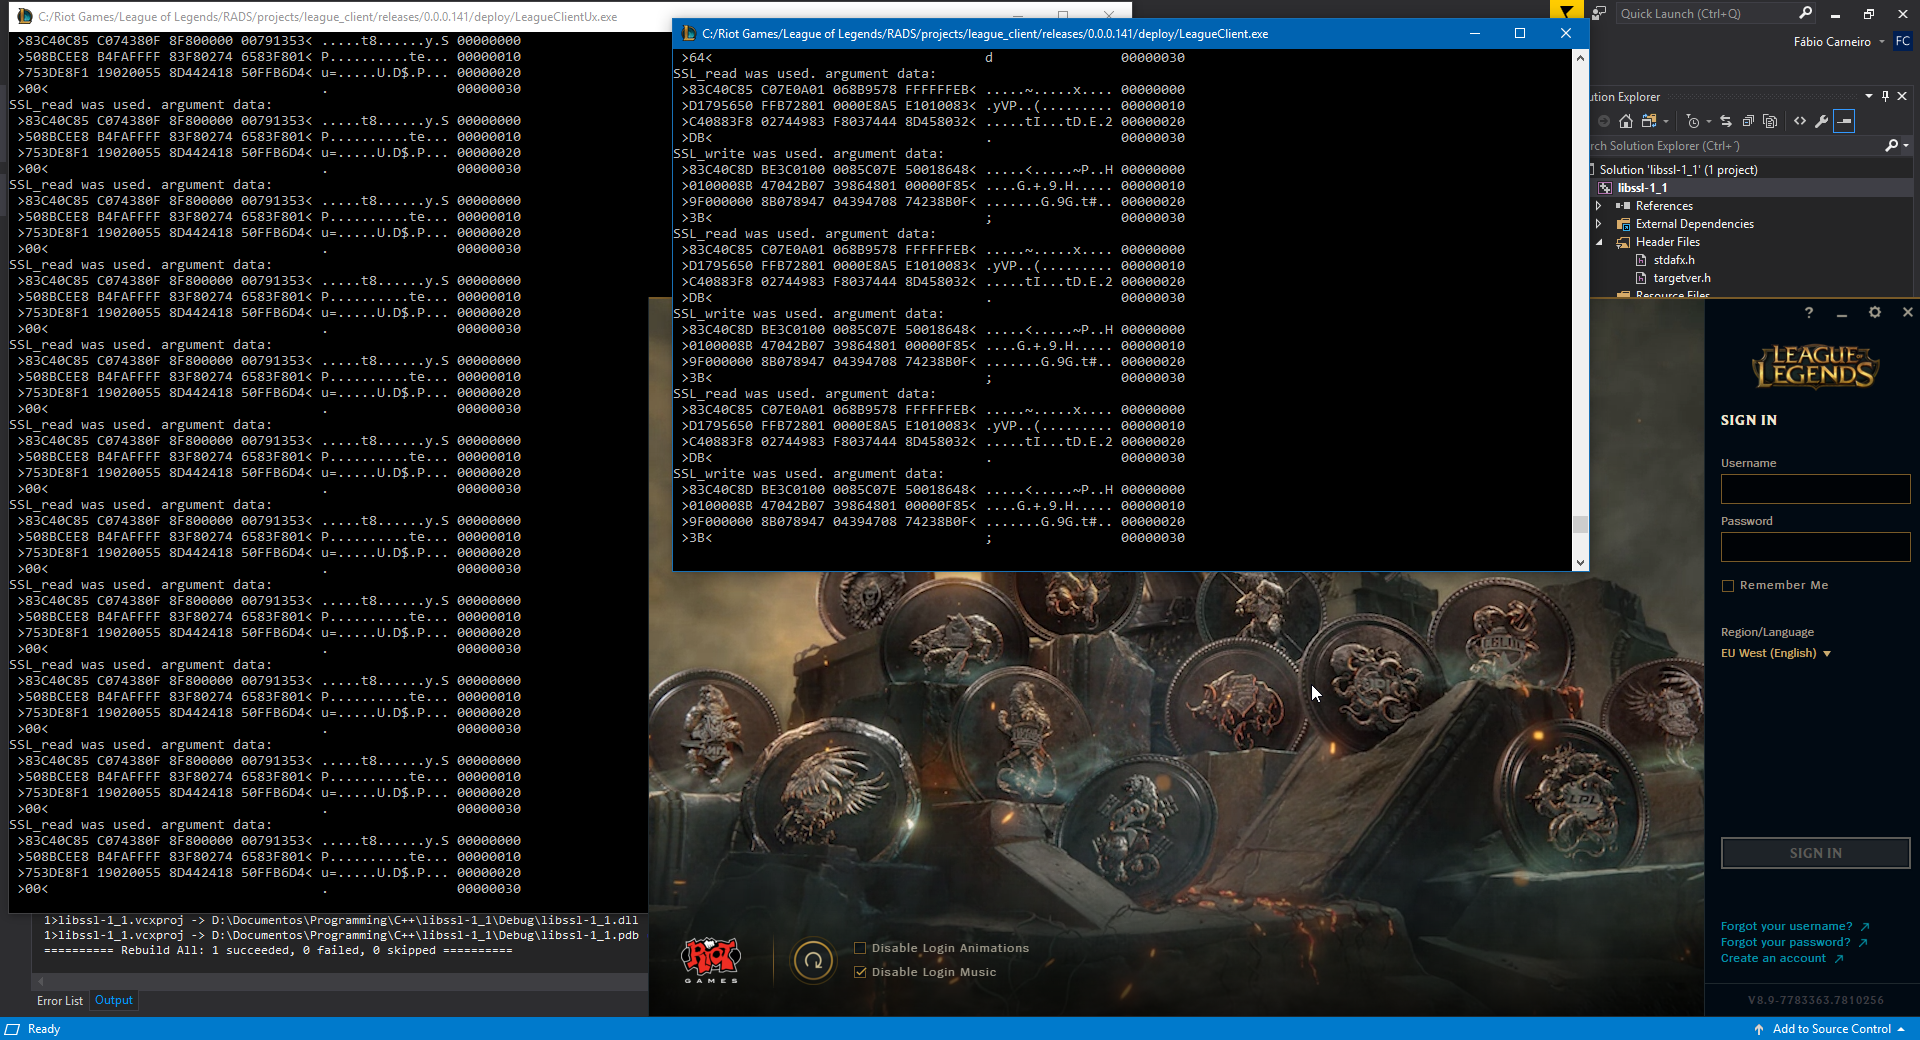 C:/Riot Games/League of Legends/RADS/projects/league_client/releases/0.0.0.141/deploy/LeagueClientUx.exe
>83C40C85 C074380F 8F800000 00791353< .....t8......y.S 00000000
>508BCEE8 B4FAFFFF 83F80274 6583F801< P..........te... 00000010
>753DE8F1 19020055 8D442418 50FFB6D4< u=.....U.D$.P... 00000020
>00< . 00000030
SSL_read was used. argument data:
>83C40C85 C074380F 8F800000 00791353< .....t8......y.S 00000000
>508BCEE8 B4FAFFFF 83F80274 6583F801< P..........te... 00000010
>753DE8F1 19020055 8D442418 50FFB6D4< u=.....U.D$.P... 00000020
>00< . 00000030
SSL_read was used. argument data:
>83C40C85 C074380F 8F800000 00791353< .....t8......y.S 00000000
>508BCEE8 B4FAFFFF 83F80274 6583F801< P..........te... 00000010
>753DE8F1 19020055 8D442418 50FFB6D4< u=.....U.D$.P... 00000020
>00< . 00000030
SSL_read was used. argument data:
>83C40C85 C074380F 8F800000 00791353< .....t8......y.S 00000000
>508BCEE8 B4FAFFFF 83F80274 6583F801< P..........te... 00000010
>753DE8F1 19020055 8D442418 50FFB6D4< u=.....U.D$.P... 00000020
>00< . 00000030
SSL_read was used. argument data:
>83C40C85 C074380F 8F800000 00791353< .....t8......y.S 00000000
>508BCEE8 B4FAFFFF 83F80274 6583F801< P..........te... 00000010
>753DE8F1 19020055 8D442418 50FFB6D4< u=.....U.D$.P... 00000020
>00< . 00000030
SSL_read was used. argument data:
>83C40C85 C074380F 8F800000 00791353< .....t8......y.S 00000000
>508BCEE8 B4FAFFFF 83F80274 6583F801< P..........te... 00000010
>753DE8F1 19020055 8D442418 50FFB6D4< u=.....U.D$.P... 00000020
>00< . 00000030
SSL_read was used. argument data:
>83C40C85 C074380F 8F800000 00791353< .....t8......y.S 00000000
>508BCEE8 B4FAFFFF 83F80274 6583F801< P..........te... 00000010
>753DE8F1 19020055 8D442418 50FFB6D4< u=.....U.D$.P... 00000020
>00< . 00000030
SSL_read was used. argument data:
>83C40C85 C074380F 8F800000 00791353< .....t8......y.S 00000000
>508BCEE8 B4FAFFFF 83F80274 6583F801< P..........te... 00000010
>753DE8F1 19020055 8D442418 50FFB6D4< u=.....U.D$.P... 00000020
>00< . 00000030
SSL_read was used. argument data:
>83C40C85 C074380F 8F800000 00791353< .....t8......y.S 00000000
>508BCEE8 B4FAFFFF 83F80274 6583F801< P..........te... 00000010
>753DE8F1 19020055 8D442418 50FFB6D4< u=.....U.D$.P... 00000020
>00< . 00000030
SSL_read was used. argument data:
>83C40C85 C074380F 8F800000 00791353< .....t8......y.S 00000000
>508BCEE8 B4FAFFFF 83F80274 6583F801< P..........te... 00000010
>753DE8F1 19020055 8D442418 50FFB6D4< u=.....U.D$.P... 00000020
>00< . 00000030
SSL_read was used. argument data:
>83C40C85 C074380F 8F800000 00791353< .....t8......y.S 00000000
>508BCEE8 B4FAFFFF 83F80274 6583F801< P..........te... 00000010
>753DE8F1 19020055 8D442418 50FFB6D4< u=.....U.D$.P... 00000020
>00< . 00000030
C:/Riot Games/League of Legends/RADS/projects/league_client/releases/0.0.0.141/deploy/LeagueClient.exe
>64< d 00000030
SSL_read was used. argument data:
>83C40C85 C07E0A01 068B9578 FFFFFFEB< .....~.....x.... 00000000
>D1795650 FFB72801 0000E8A5 E1010083< .yVP..(......... 00000010
>C40883F8 02744983 F8037444 8D458032< .....tI...tD.E.2 00000020
>DB< . 00000030
SSL_write was used. argument data:
>83C40C8D BE3C0100 0085C07E 50018648< .....<.....~P..H 00000000
>0100008B 47042B07 39864801 00000F85< ....G.+.9.H..... 00000010
>9F000000 8B078947 04394708 74238B0F< .......G.9G.t#.. 00000020
>3B< ; 00000030
SSL_read was used. argument data:
>83C40C85 C07E0A01 068B9578 FFFFFFEB< .....~.....x.... 00000000
>D1795650 FFB72801 0000E8A5 E1010083< .yVP..(......... 00000010
>C40883F8 02744983 F8037444 8D458032< .....tI...tD.E.2 00000020
>DB< . 00000030
SSL_write was used. argument data:
>83C40C8D BE3C0100 0085C07E 50018648< .....<.....~P..H 00000000
>0100008B 47042B07 39864801 00000F85< ....G.+.9.H..... 00000010
>9F000000 8B078947 04394708 74238B0F< .......G.9G.t#.. 00000020
>3B< ; 00000030
SSL_read was used. argument data:
>83C40C85 C07E0A01 068B9578 FFFFFFEB< .....~.....x.... 00000000
>D1795650 FFB72801 0000E8A5 E1010083< .yVP..(......... 00000010
>C40883F8 02744983 F8037444 8D458032< .....tI...tD.E.2 00000020
>DB< . 00000030
SSL_write was used. argument data:
>83C40C8D BE3C0100 0085C07E 50018648< .....<.....~P..H 00000000
>0100008B 47042B07 39864801 00000F85< ....G.+.9.H..... 00000010
>9F000000 8B078947 04394708 74238B0F< .......G.9G.t#.. 00000020
>3B< ; 00000030
Quick Launch (Ctrl+Q)
Fábio Carneiro FC
ution Explorer
rch Solution Explorer (Ctrl+´)
Solution 'libssl-1_1' (1 project)
libssl-1_1
References
External Dependencies
Header Files
stdafx.h
targetver.h
Resource Files
?
LEAGUE OF LEGENDS
SIGN IN
Username
Password
Remember Me
Region/Language
EU West (English)
LPL
SIGN IN
Forgot your username?
Forgot your password?
Create an account
V8.9-7783363.7810256
RIOT
GAMES
Disable Login Animations
Disable Login Music
1>libssl-1_1.vcxproj -> D:\Documentos\Programming\C++\libssl-1_1\Debug\libssl-1_1.dll
1>libssl-1_1.vcxproj -> D:\Documentos\Programming\C++\libssl-1_1\Debug\libssl-1_1.pdb
========== Rebuild All: 1 succeeded, 0 failed, 0 skipped ==========
Error List Output
Ready
Add to Source Control